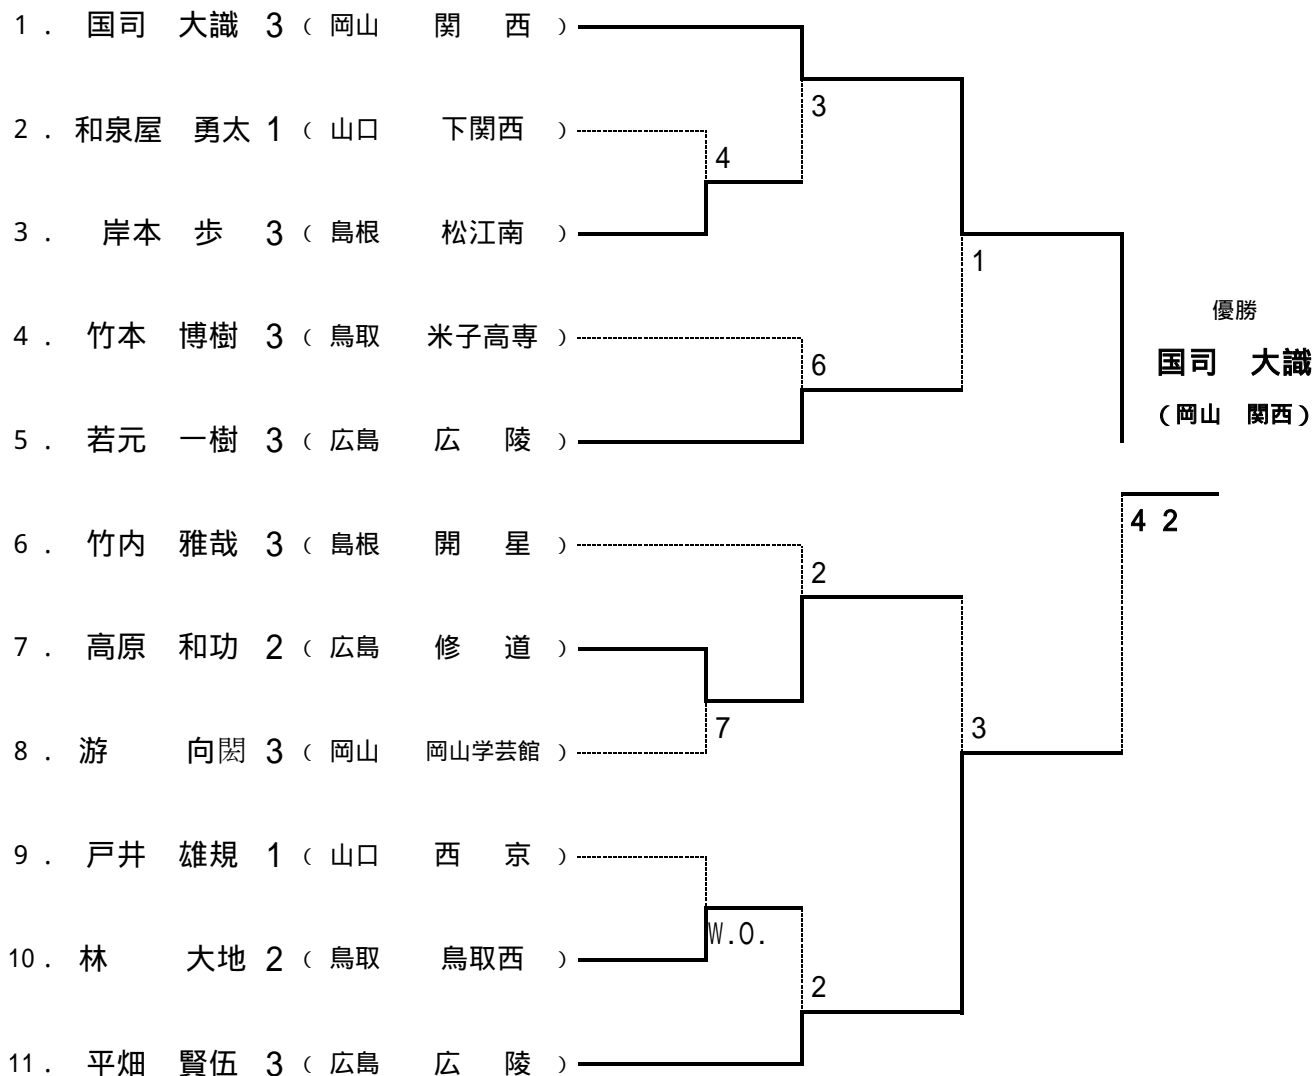 1 . 国司 大識 3 ( 岡山 関 西 )
3
2 . 和泉屋 勇太 1 ( 山口 下関西 )
4
3 . 岸本 歩 3 ( 島根 松江南 )
1
優勝
4 . 竹本 博樹 3 ( 鳥取 米子高専 )
6
国司 大識
(岡山 関西)
5 . 若元 一樹 3 ( 広島 広 陵 )
4 2
6 . 竹内 雅哉 3 ( 島根 開 星 )
2
7 . 高原 和功 2 ( 広島 修 道 )
7
3
8 . 游 向閎 3 ( 岡山 岡山学芸館 )
9 . 戸井 雄規 1 ( 山口 西 京 )
W.O.
10 . 林 大地 2 ( 鳥取 鳥取西 )
2
11 . 平畑 賢伍 3 ( 広島 広 陵 )